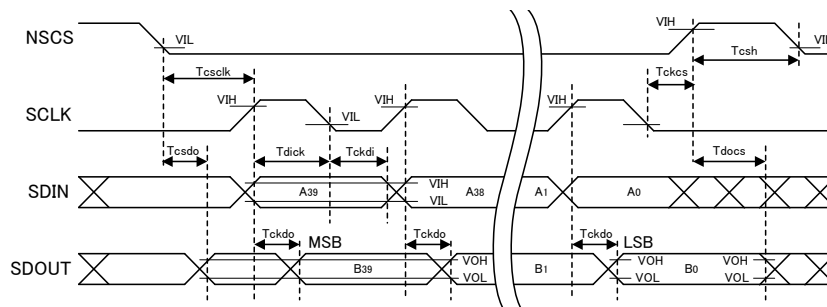 NSCS
VIL
VIH
VIL
Tcsclk
Tckcs
Tcsh
SCLK
VIH
VIL
VIH
VIH
Tcsdo
Tdick
Tckdi
Tdocs
SDIN
A39
VIH
VIL
A38
A1
A0
Tckdo
MSB
Tckdo
Tckdo
LSB
SDOUT
B39
VOH
VOL
B1
VOH
VOL
B0
VOH
VOL